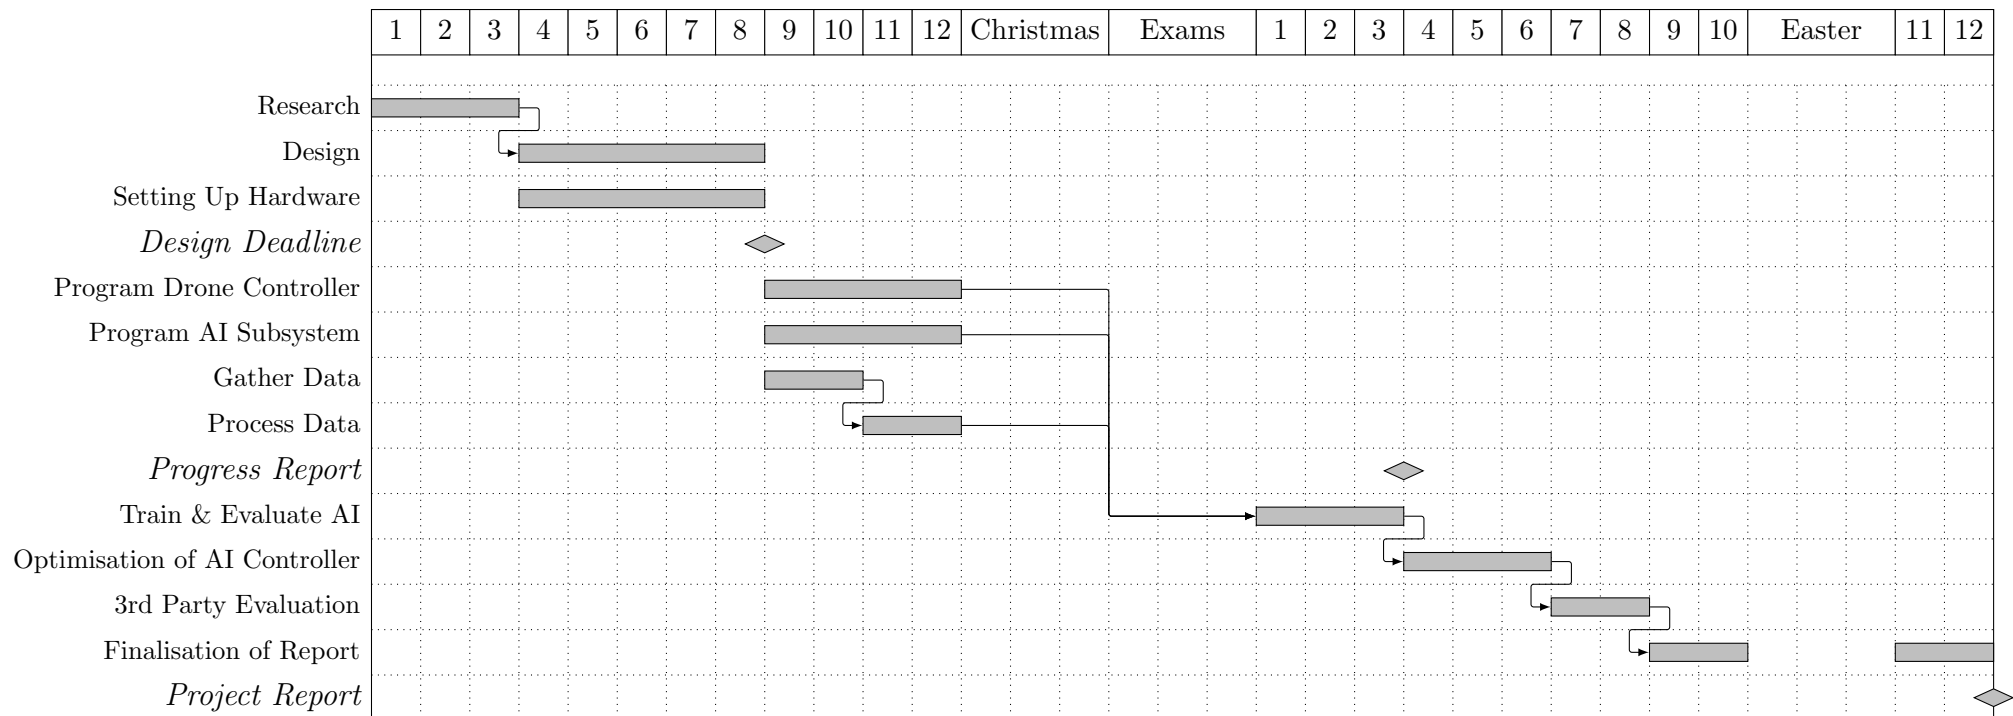 1 2 3 4 5 6 7 8 9 10 11 12 Christmas Exams 1 2 3 4 5 6 7 8 9 10 Easter 11 12
Research
Design
Setting Up Hardware
Design Deadline
Program Drone Controller
Program AI Subsystem
Gather Data
Process Data
Progress Report
Train & Evaluate AI
Optimisation of AI Controller
3rd Party Evaluation
Finalisation of Report
Project Report